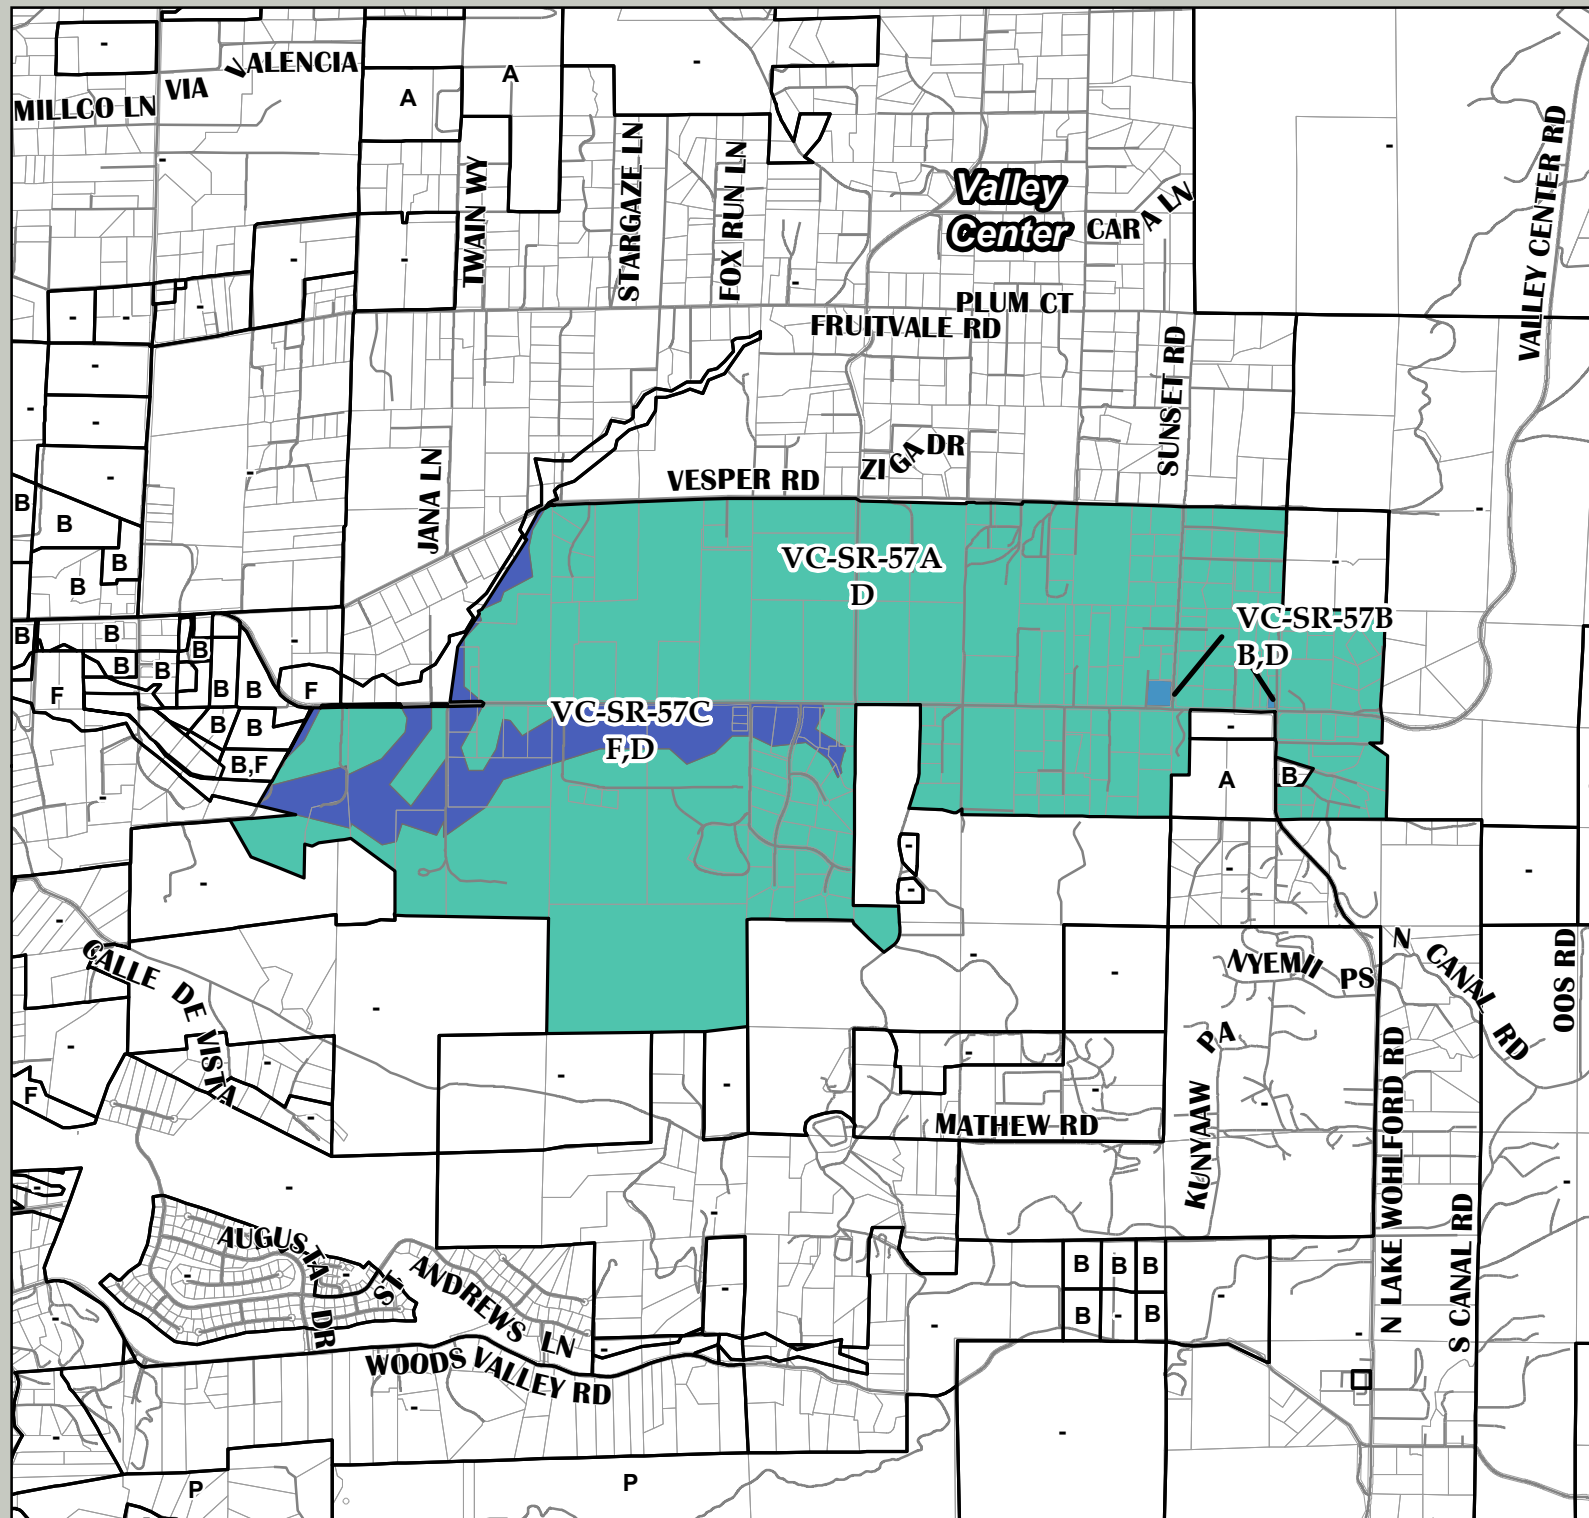 -
A
-
VIA VALENCIA
A
MILLCO LN
-
-
VALLEY CENTER RD
STARGAZE LN
FOX RUN LN
TWAIN WY
Valley
Center
CARA LN
-
-
-
PLUM CT
-
-
-
FRUITVALE RD
SUNSET RD
-
-
-
JANA LN
ZIGA DR
-
-
VESPER RD
B
B
-
VC-SR-57A
D
B
-
B
VC-SR-57B
B,D
B
B
-
B
B
B
F
B
B
F
VC-SR-57C
F,D
B
B
-
B,F
A
B
-
-
-
-
-
-
-
-
N CANAL RD
OOS RD
CALLE DE VISTA
NYEMII PS
-
-
-
PA
KUNYAAW
-
-
-
-
-
F
-
-
-
MATHEW RD
N LAKE WOHLFORD RD
-
-
-
-
S CANAL RD
AUGUSTA DR
-
-
ST ANDREWS LN
B
B
B
-
-
B
-
B
-
-
-
-
WOODS VALLEY RD
-
-
-
P
P